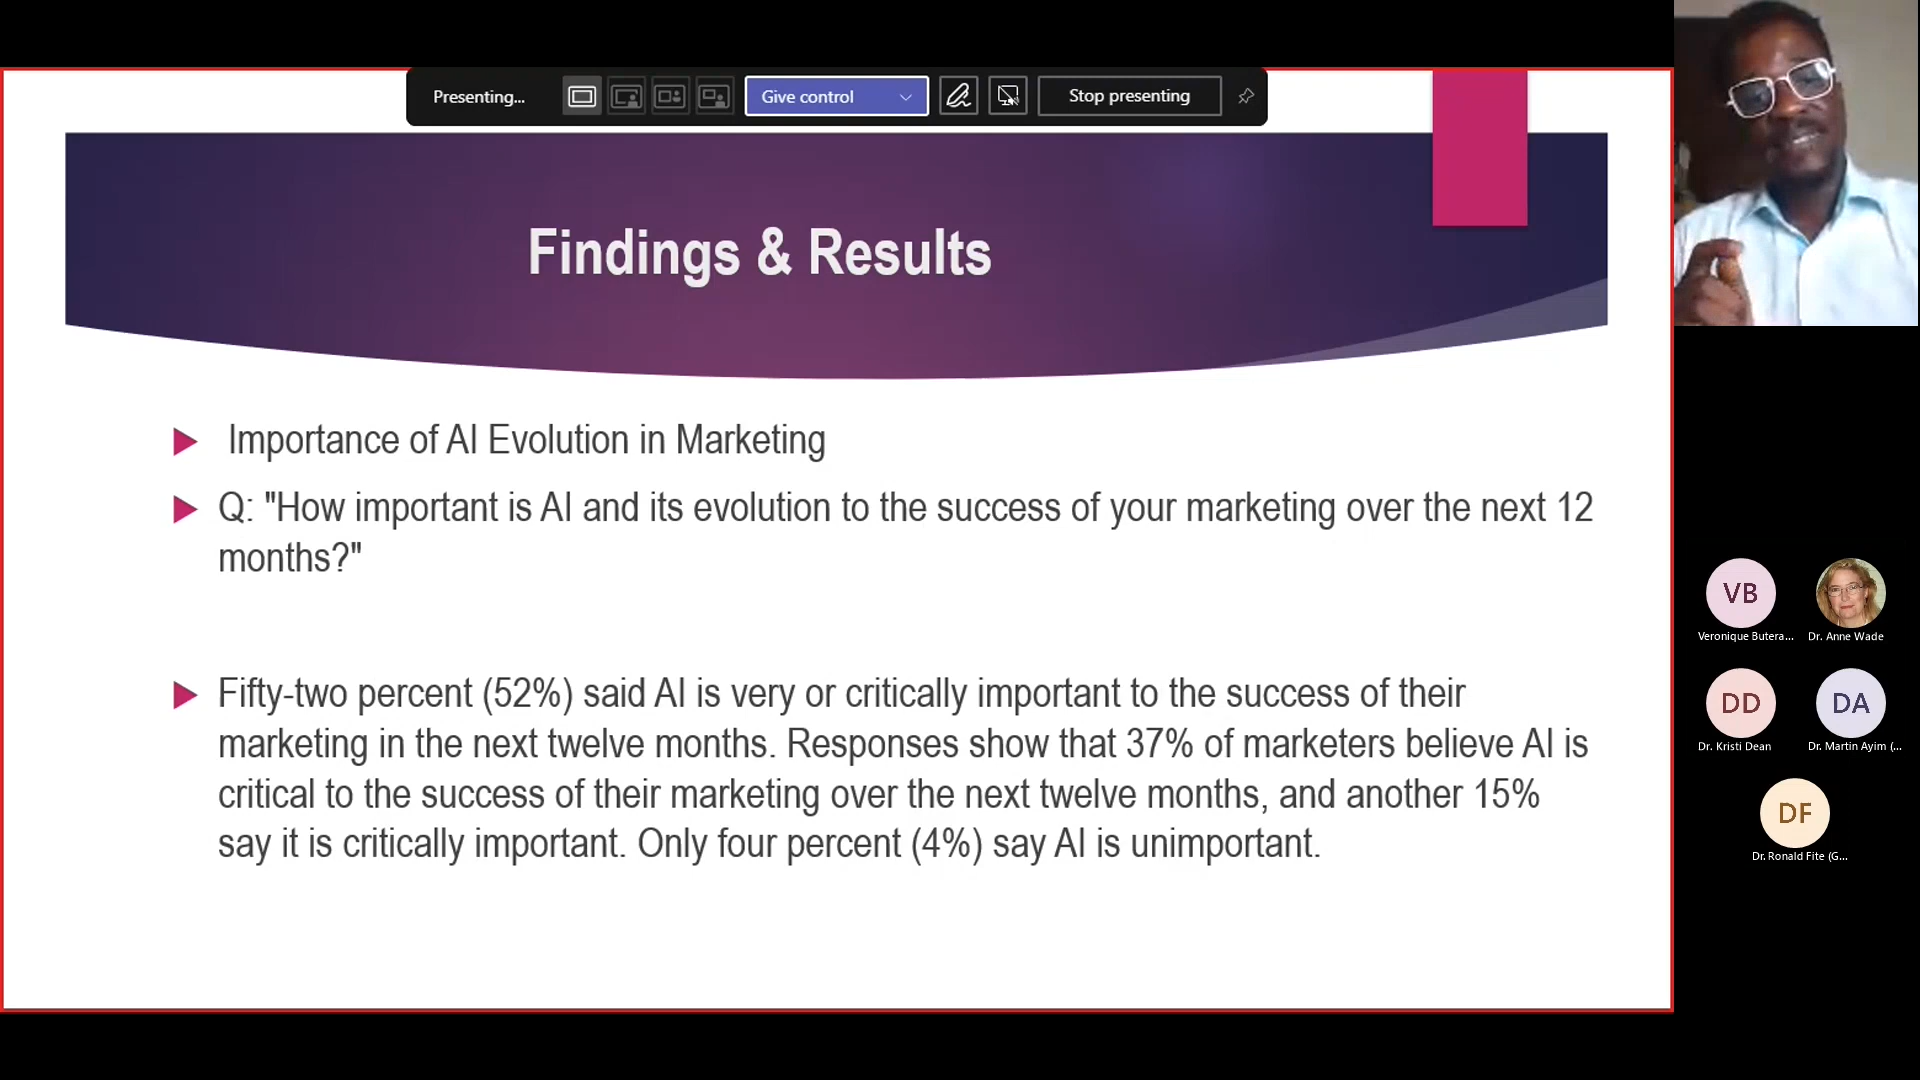 Presenting...
Give control
Stop presenting
Findings & Results
Importance of AI Evolution in Marketing
Q: "How important is AI and its evolution to the success of your marketing over the next 12
months?"
Fifty-two percent (52%) said AI is very or critically important to the success of their
marketing in the next twelve months. Responses show that 37% of marketers believe AI is
critical to the success of their marketing over the next twelve months, and another 15%
say it is critically important. Only four percent (4%) say AI is unimportant.
VB
Veronique Butera...
Dr. Anne Wade
DD
Dr. Kristi Dean
DA
Dr. Martin Ayim (...
DF
Dr. Ronald Fite (G...